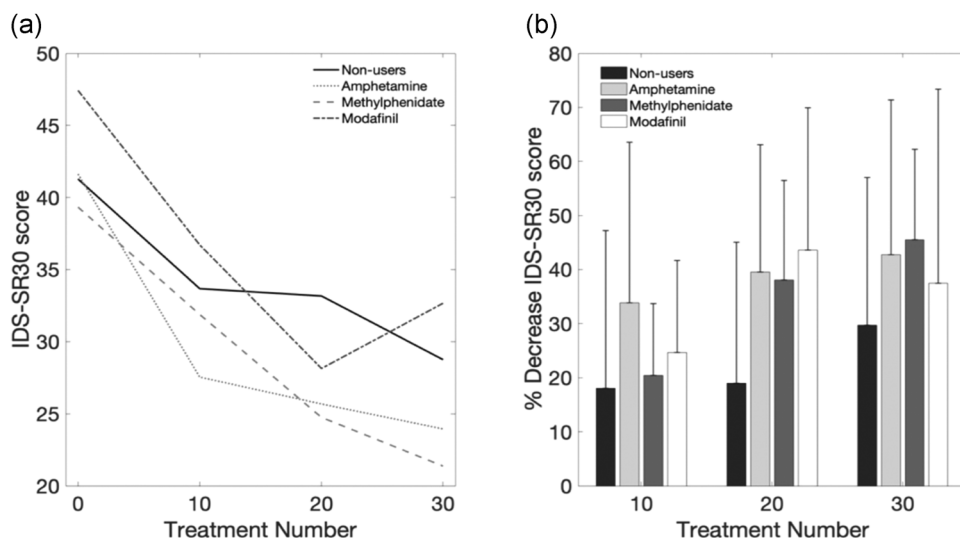 (a)
50
45
40
35
30
25
20
IDS-SR30 score
Non-users
Amphetamine
Methylphenidate
Modafinil
0 10 20 30
Treatment Number
(b)
80
70
60
50
40
30
20
10
0
% Decrease IDS-SR30 score
Non-users
Amphetamine
Methylphenidate
Modafinil
10 20 30
Treatment Number